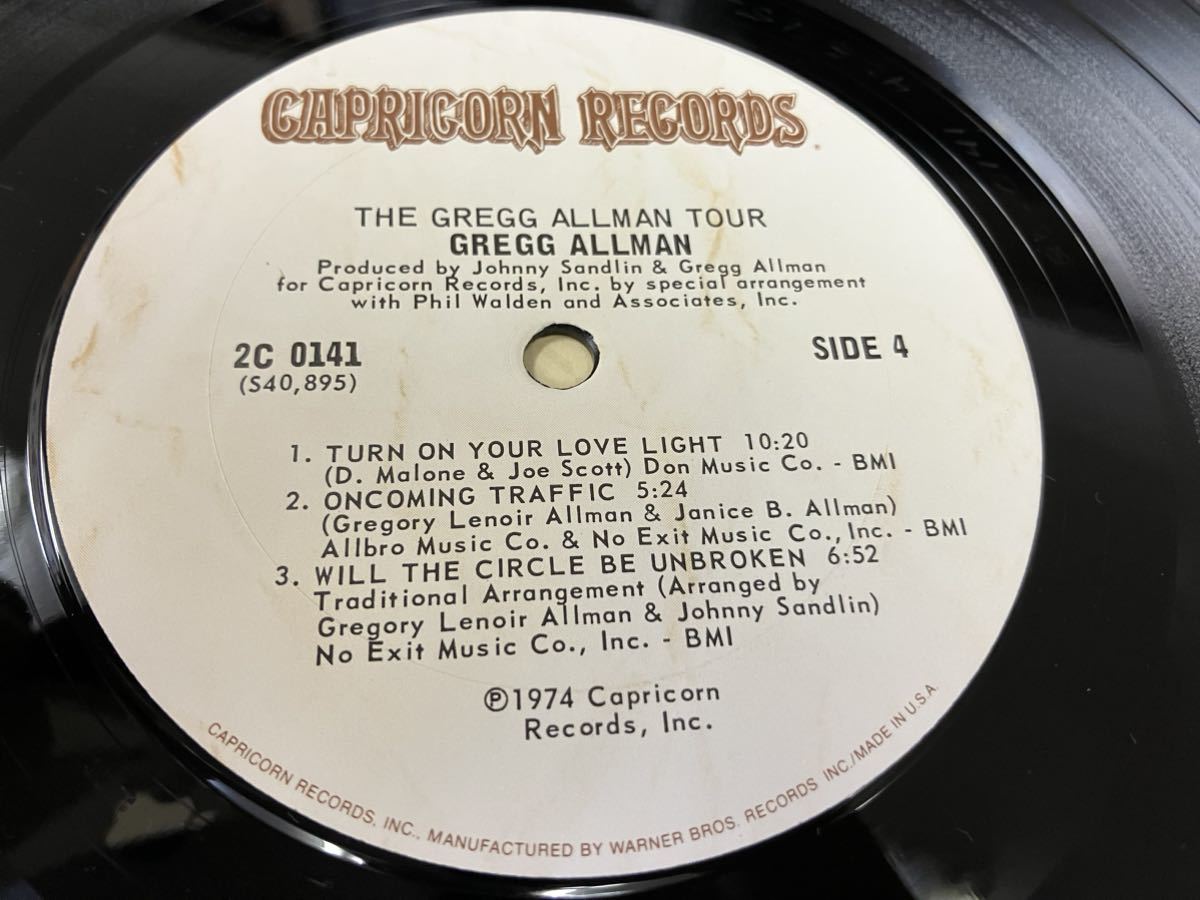 CAPRICORN RECORDS
THE GREGG ALLMAN TOUR
GREGG ALLMAN
Produced by Johnny Sandlin & Gregg Allman
for Capricorn Records, Inc. by special arrangement
with Phil Walden and Associates, Inc.
2C 0141
(S40,895)
SIDE 4
1. TURN ON YOUR LOVE LIGHT 10:20
(D. Malone & Joe Scott) Don Music Co. - BMI
2. ONCOMING TRAFFIC 5:24
(Gregory Lenoir Allman & Janice B. Allman)
Allbro Music Co. & No Exit Music Co., Inc. - BMI
3. WILL THE CIRCLE BE UNBROKEN 6:52
Traditional Arrangement (Arranged by
Gregory Lenoir Allman & Johnny Sandlin)
No Exit Music Co., Inc. - BMI
℗1974 Capricorn
Records, Inc.
CAPRICORN RECORDS, INC., MANUFACTURED BY WARNER BROS. RECORDS INC./MADE IN U.S.A.